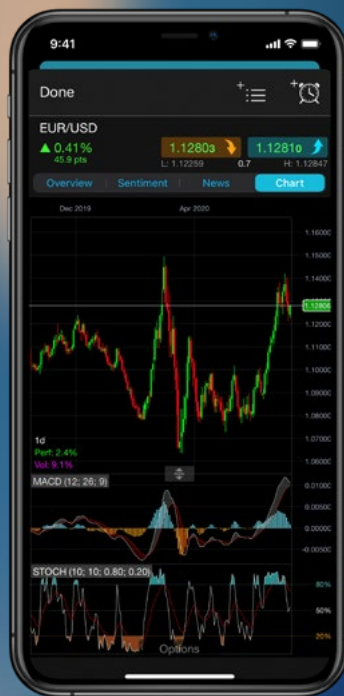 9:41
Done
EUR/USD
0.41%
45.9 pts
1.12803
1.12810
L: 1.12259 0.7 H: 1.12847
Overview Sentiment News Chart
Dec 2019 Apr 2020
1.16000
1.15000
1.14000
1.12806
1.12000
1.11000
1.10000
1.09000
1.08000
1.07000
1.06000
1d
Perf: 2.4%
Vol: 9.1%
MACD (12; 26; 9)
0.01000
0.00500
0.00000
-0.00500
STOCH (10; 10; 0.80; 0.20)
80%
50%
20%
Options